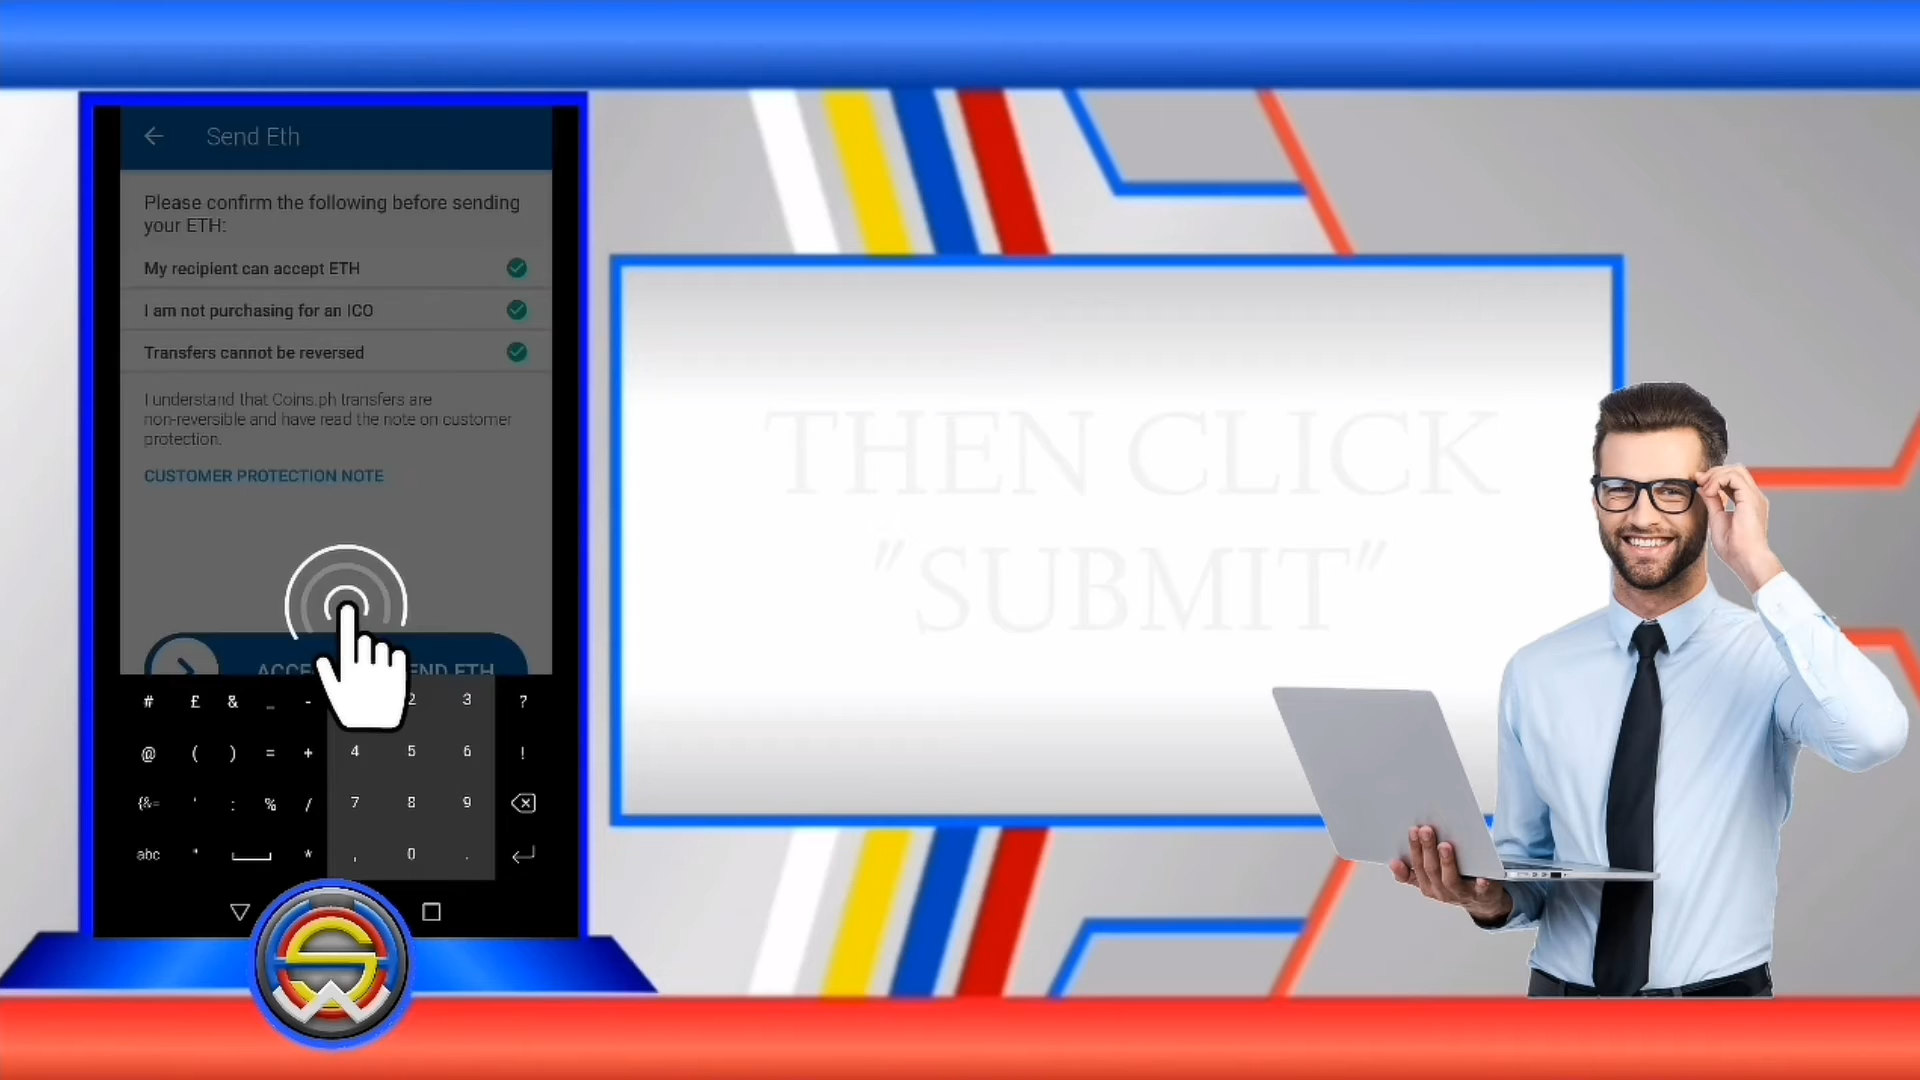 Send Eth
Please confirm the following before sending
your ETH:
My recipient can accept ETH
I am not purchasing for an ICO
Transfers cannot be reversed
I understand that Coins.ph transfers are
non-reversible and have read the note on customer
protection.
CUSTOMER PROTECTION NOTE
SEND ETH
# £ & _ - 2 3 ?
@ ( ) = + 4 5 6 !
{&= ' : % / 7 8 9
abc " * , 0 .
THEN CLICK
"SUBMIT"